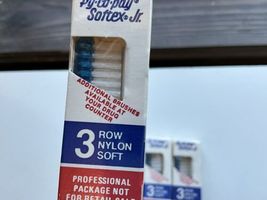 Py-co-pay
Softex Jr.
ADDITIONAL BRUSHES
AVAILABLE AT
YOUR DRUG
COUNTER
3 ROW
NYLON
SOFT
PROFESSIONAL
PACKAGE NOT
FOR RETAIL SALE
3
3